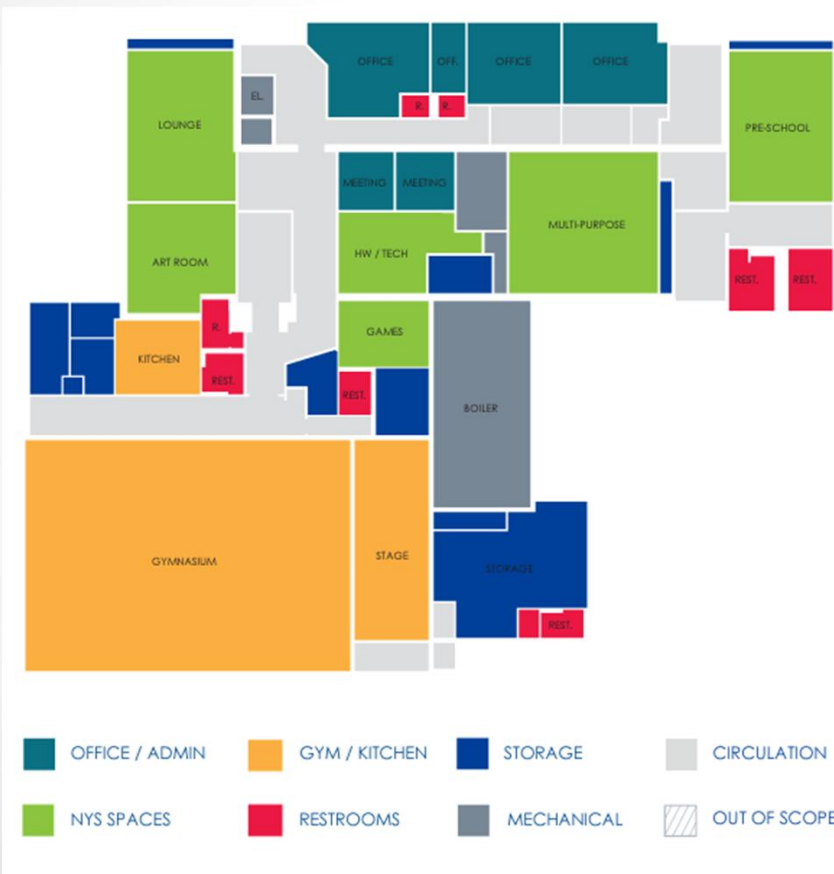 OFFICE
OFF.
OFFICE
OFFICE
EL.
R.
R.
LOUNGE
PRE-SCHOOL
MEETING
MEETING
MULTI-PURPOSE
HW / TECH
ART ROOM
REST.
REST.
R.
GAMES
KITCHEN
REST.
REST.
BOILER
GYMNASIUM
STAGE
STORAGE
REST.
OFFICE / ADMIN
GYM / KITCHEN
STORAGE
CIRCULATION
NYS SPACES
RESTROOMS
MECHANICAL
OUT OF SCOPE